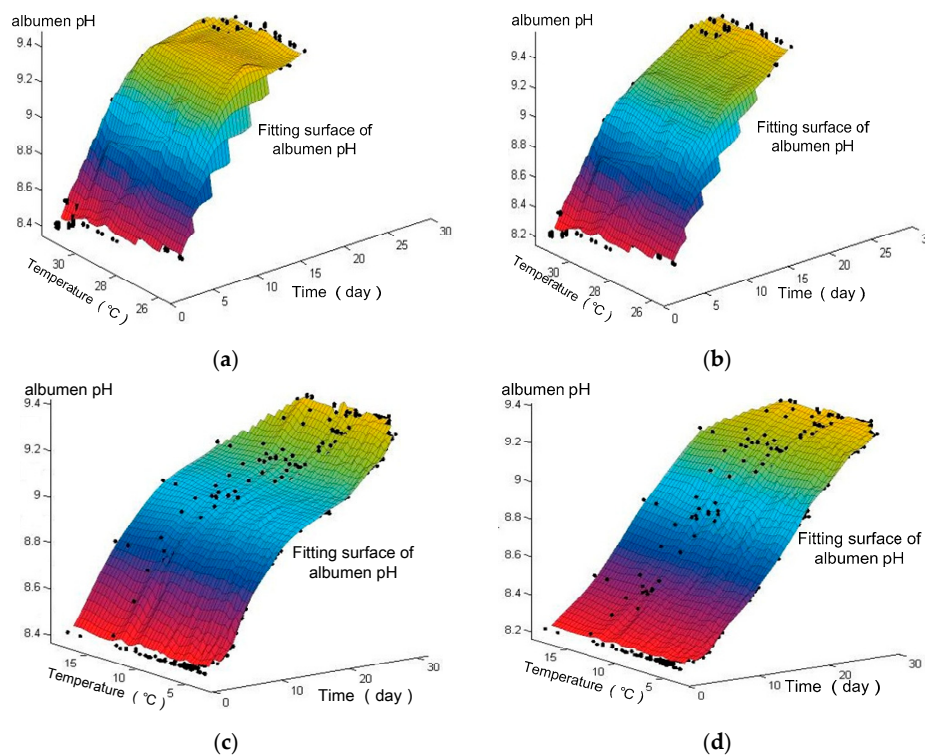 albumen pH
9.4
9.2
9
8.8
8.6
8.4
Fitting surface of
albumen pH
30
28
26
Temperature（℃）
0
5
10
15
20
25
30
Time（day）
(a)
albumen pH
9.4
9.2
9
8.8
6.6
8.4
8.2
Fitting surface of
albumen pH
30
28
26
Temperature（℃）
0
5
10
15
20
25
Time（day）
(b)
albumen pH
9.4
9.2
9
8.8
8.6
8.4
Fitting surface of
albumen pH
15
10
5
Temperature（℃）
0
10
20
30
Time（day）
(c)
albumen pH
9.4
9.2
9
8.8
8.6
8.4
8.2
Fitting surface of
albumen pH
15
10
5
Temperature（℃）
0
10
20
30
Time（day）
(d)